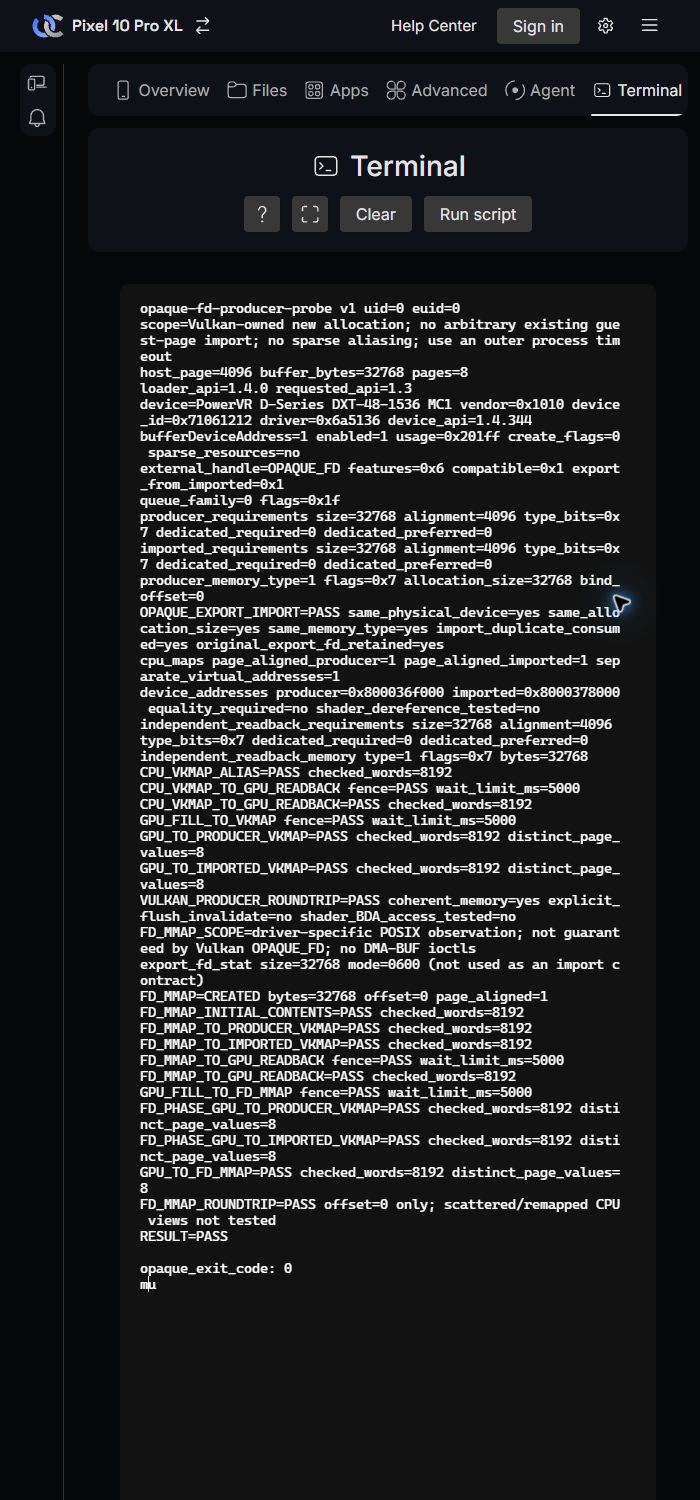 Pixel 10 Pro XL
Help Center
Sign in
Overview
Files
Apps
Advanced
Agent
Terminal
Terminal
?
Clear
Run script
opaque-fd-producer-probe v1 uid=0 euid=0
scope=Vulkan-owned new allocation; no arbitrary existing gue
st-page import; no sparse aliasing; use an outer process tim
eout
host_page=4096 buffer_bytes=32768 pages=8
loader_api=1.4.0 requested_api=1.3
device=PowerVR D-Series DXT-48-1536 MC1 vendor=0x1010 device
_id=0x71061212 driver=0x6a5136 device_api=1.4.344
bufferDeviceAddress=1 enabled=1 usage=0x201ff create_flags=0
 sparse_resources=no
external_handle=OPAQUE_FD features=0x6 compatible=0x1 export
_from_imported=0x1
queue_family=0 flags=0x1f
producer_requirements size=32768 alignment=4096 type_bits=0x
7 dedicated_required=0 dedicated_preferred=0
imported_requirements size=32768 alignment=4096 type_bits=0x
7 dedicated_required=0 dedicated_preferred=0
producer_memory_type=1 flags=0x7 allocation_size=32768 bind_
offset=0
OPAQUE_EXPORT_IMPORT=PASS same_physical_device=yes same_allo
cation_size=yes same_memory_type=yes import_duplicate_consum
ed=yes original_export_fd_retained=yes
cpu_maps page_aligned_producer=1 page_aligned_imported=1 sep
arate_virtual_addresses=1
device_addresses producer=0x800036f000 imported=0x8000378000
 equality_required=no shader_dereference_tested=no
independent_readback_requirements size=32768 alignment=4096
type_bits=0x7 dedicated_required=0 dedicated_preferred=0
independent_readback_memory type=1 flags=0x7 bytes=32768
CPU_VKMAP_ALIAS=PASS checked_words=8192
CPU_VKMAP_TO_GPU_READBACK fence=PASS wait_limit_ms=5000
CPU_VKMAP_TO_GPU_READBACK=PASS checked_words=8192
GPU_FILL_TO_VKMAP fence=PASS wait_limit_ms=5000
GPU_TO_PRODUCER_VKMAP=PASS checked_words=8192 distinct_page_
values=8
GPU_TO_IMPORTED_VKMAP=PASS checked_words=8192 distinct_page_
values=8
VULKAN_PRODUCER_ROUNDTRIP=PASS coherent_memory=yes explicit_
flush_invalidate=no shader_BDA_access_tested=no
FD_MMAP_SCOPE=driver-specific POSIX observation; not guarant
eed by Vulkan OPAQUE_FD; no DMA-BUF ioctls
export_fd_stat size=32768 mode=0600 (not used as an import c
ontract)
FD_MMAP=CREATED bytes=32768 offset=0 page_aligned=1
FD_MMAP_INITIAL_CONTENTS=PASS checked_words=8192
FD_MMAP_TO_PRODUCER_VKMAP=PASS checked_words=8192
FD_MMAP_TO_IMPORTED_VKMAP=PASS checked_words=8192
FD_MMAP_TO_GPU_READBACK fence=PASS wait_limit_ms=5000
FD_MMAP_TO_GPU_READBACK=PASS checked_words=8192
GPU_FILL_TO_FD_MMAP fence=PASS wait_limit_ms=5000
FD_PHASE_GPU_TO_PRODUCER_VKMAP=PASS checked_words=8192 disti
nct_page_values=8
FD_PHASE_GPU_TO_IMPORTED_VKMAP=PASS checked_words=8192 disti
nct_page_values=8
GPU_TO_FD_MMAP=PASS checked_words=8192 distinct_page_values=
8
FD_MMAP_ROUNDTRIP=PASS offset=0 only; scattered/remapped CPU
 views not tested
RESULT=PASS

opaque_exit_code: 0
mu